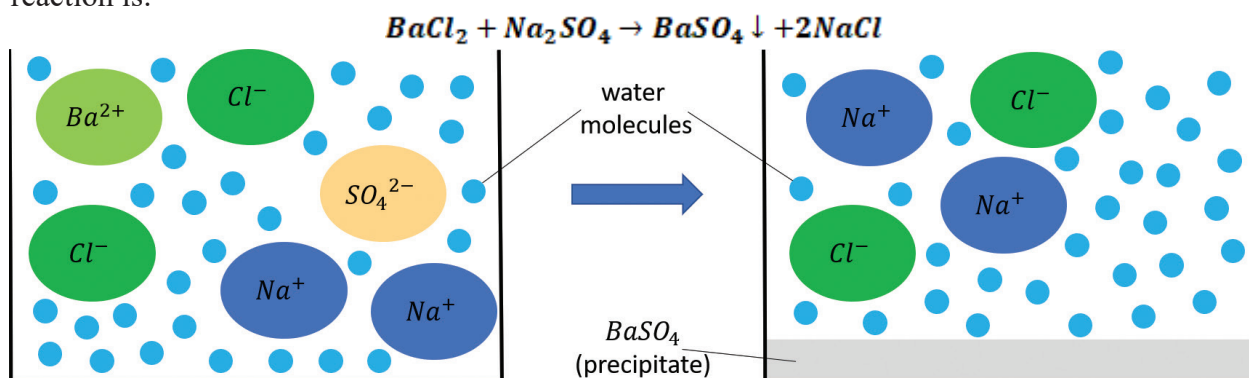 reaction is:
BaCl₂ + Na₂SO₄ → BaSO₄ ↓ +2NaCl
Ba²⁺
Cl⁻
SO₄²⁻
Cl⁻
Na⁺
Na⁺
water
molecules
Na⁺
Cl⁻
Na⁺
Cl⁻
BaSO₄
(precipitate)